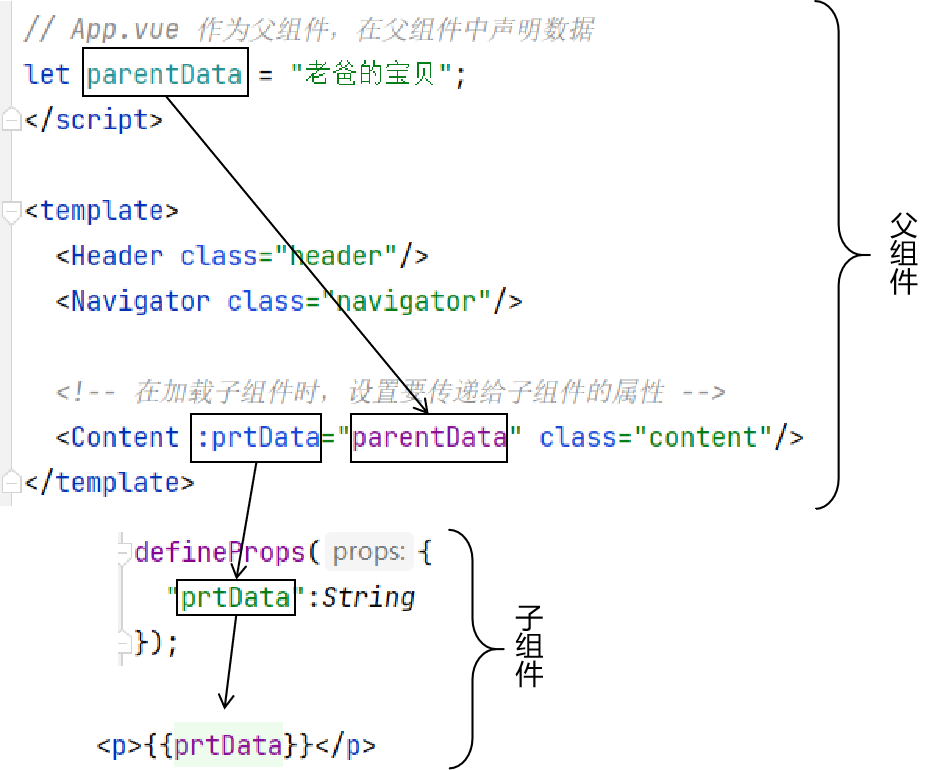 // App.vue 作为父组件，在父组件中声明数据
let parentData = "老爸的宝贝";
</script>
<template>
<Header class="header"/>
<Navigator class="navigator"/>
<!-- 在加载子组件时，设置要传递给子组件的属性 -->
<Content :prtData="parentData" class="content"/>
</template>
父组件
defineProps( props: {
"prtData":String
});
<p>{{prtData}}</p>
子组件